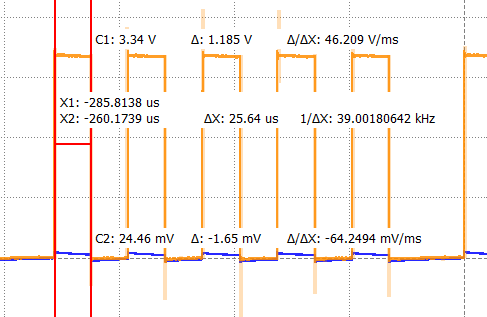 C1: 3.34 V Δ: 1.185 V Δ/ΔX: 46.209 V/ms
X1: -285.8138 us
X2: -260.1739 us ΔX: 25.64 us 1/ΔX: 39.00180642 kHz
C2: 24.46 mV Δ: -1.65 mV Δ/ΔX: -64.2494 mV/ms